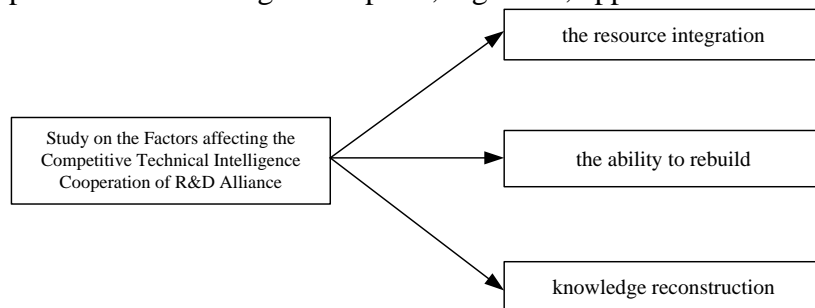 the resource integration
Study on the Factors affecting the
Competitive Technical Intelligence
Cooperation of R&D Alliance
the ability to rebuild
knowledge reconstruction